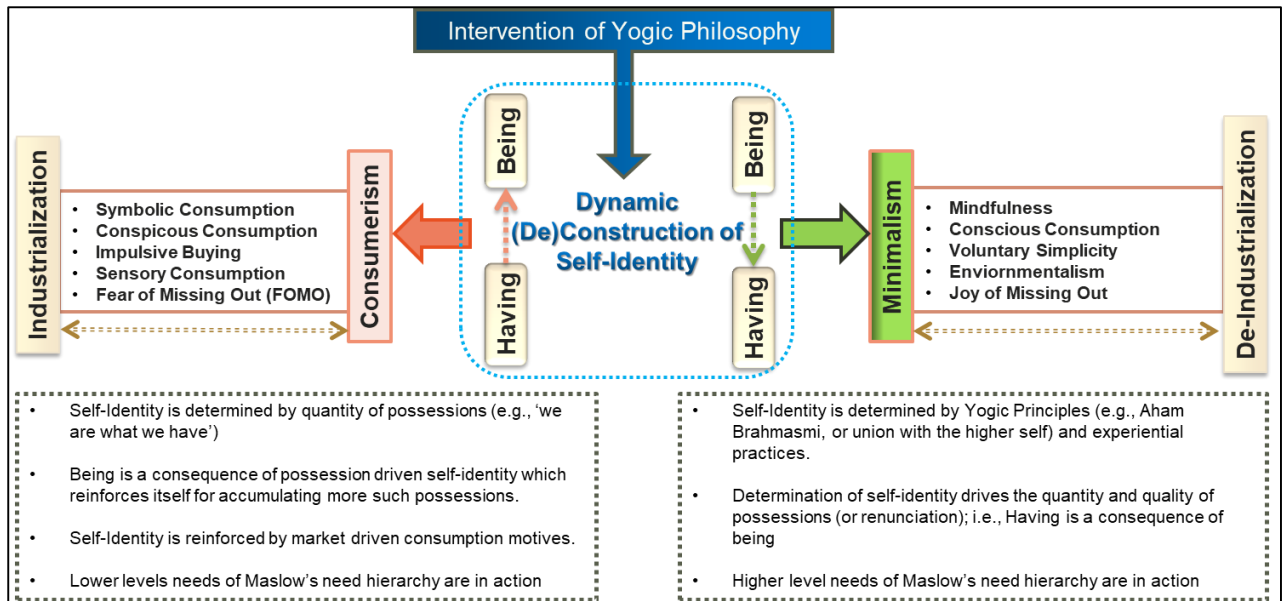 Intervention of Yogic Philosophy
Industrialization
• Symbolic Consumption
• Conspicous Consumption
• Impulsive Buying
• Sensory Consumption
• Fear of Missing Out (FOMO)
Consumerism
Being
Having
Dynamic
(De)Construction of
Self-Identity
Being
Having
Minimalism
• Mindfulness
• Conscious Consumption
• Voluntary Simplicity
• Enviornmentalism
• Joy of Missing Out
De-Industrialization
• Self-Identity is determined by quantity of possessions (e.g., ‘we
are what we have’)
• Being is a consequence of possession driven self-identity which
reinforces itself for accumulating more such possessions.
• Self-Identity is reinforced by market driven consumption motives.
• Lower levels needs of Maslow’s need hierarchy are in action
• Self-Identity is determined by Yogic Principles (e.g., Aham
Brahmasmi, or union with the higher self) and experiential
practices.
• Determination of self-identity drives the quantity and quality of
possessions (or renunciation); i.e., Having is a consequence of
being
• Higher level needs of Maslow’s need hierarchy are in action